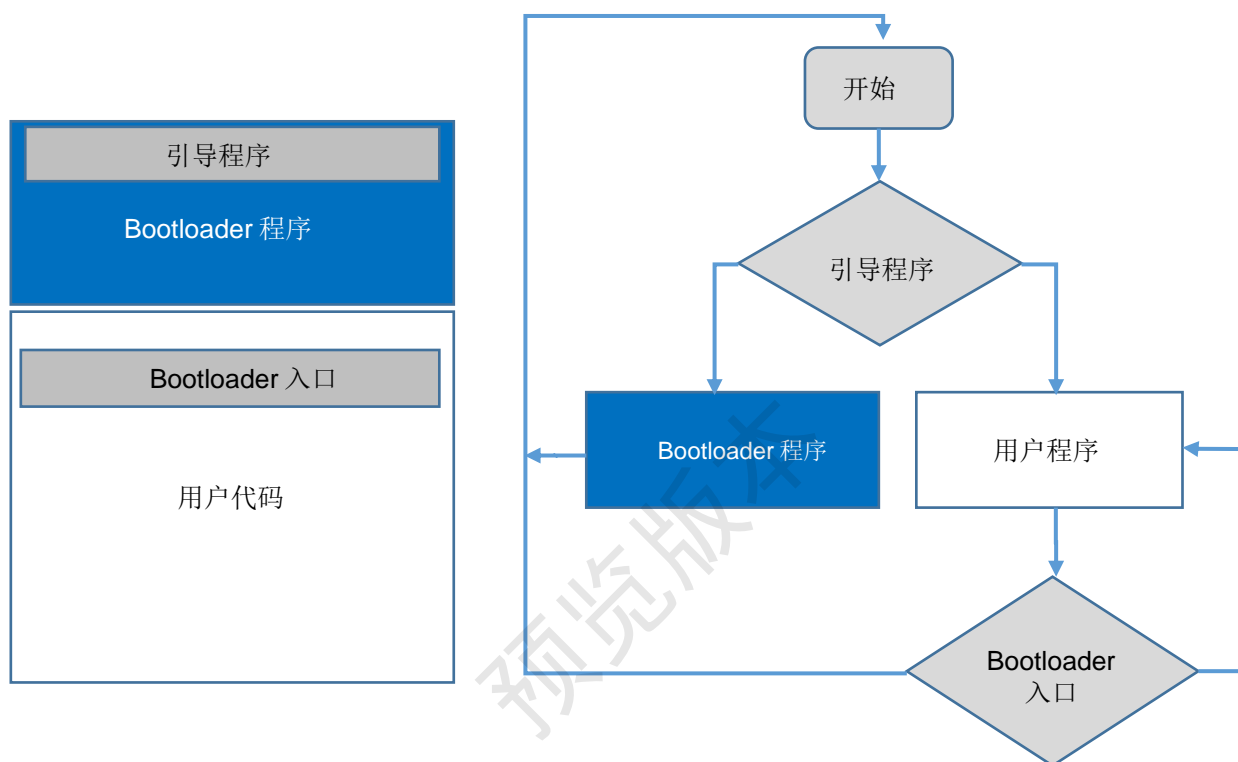 引导程序
Bootloader 程序
Bootloader 入口
用户代码
开始
引导程序
Bootloader 程序
用户程序
Bootloader
入口
预览版本